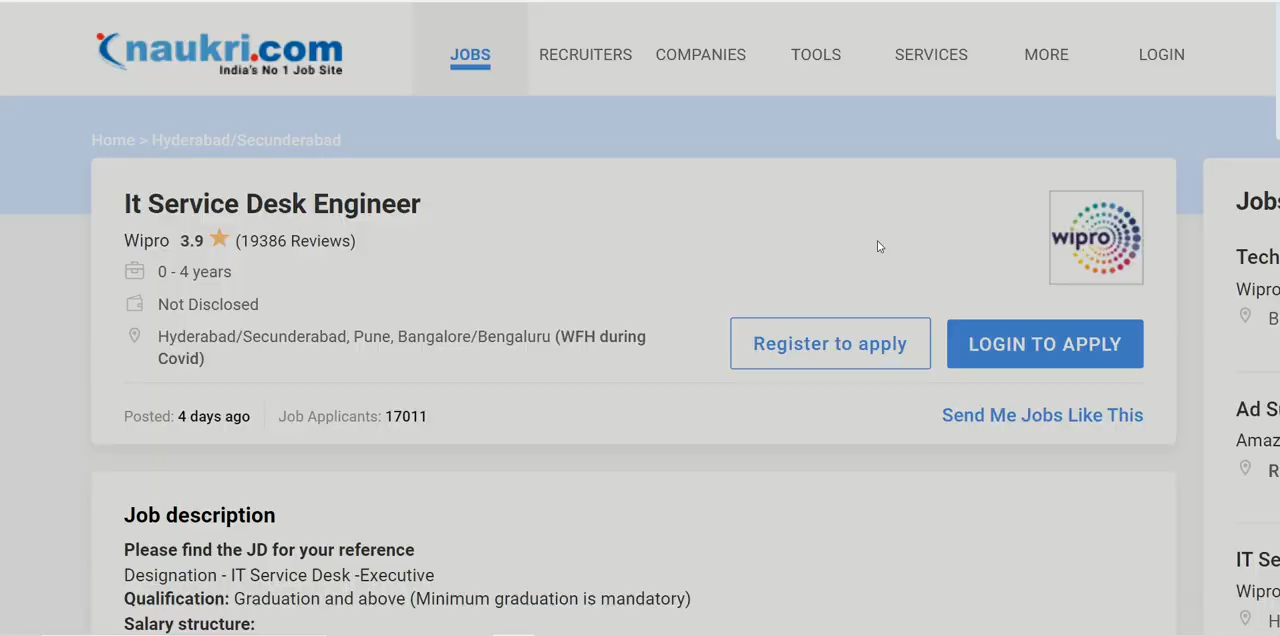 naukri.com
India's No 1 Job Site
JOBS RECRUITERS COMPANIES TOOLS SERVICES MORE LOGIN
Home > Hyderabad/Secunderabad
It Service Desk Engineer
Wipro 3.9 (19386 Reviews)
0 - 4 years
Not Disclosed
Hyderabad/Secunderabad, Pune, Bangalore/Bengaluru (WFH during
Covid)
wipro
Register to apply
LOGIN TO APPLY
Posted: 4 days ago Job Applicants: 17011
Send Me Jobs Like This
Job description
Please find the JD for your reference
Designation - IT Service Desk -Executive
Qualification: Graduation and above (Minimum graduation is mandatory)
Salary structure:
Jobs
Tech
Wipro
B
Ad S
Amaz
R
IT Se
Wipro
H